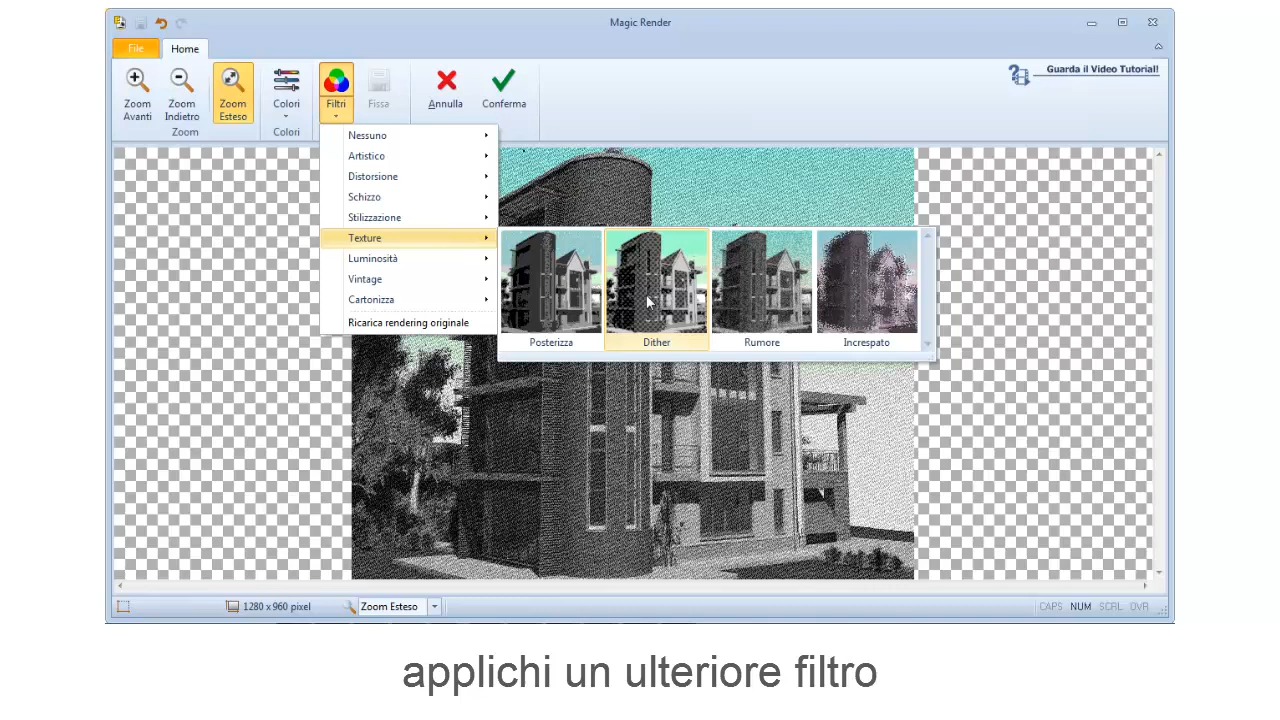 Magic Render
File
Home
Guarda il Video Tutorial!
Zoom Avanti
Zoom Indietro
Zoom Esteso
Colori
Filtri
Fissa
Annulla
Conferma
Zoom
Colori
Nessuno
Artistico
Distorsione
Schizzo
Stilizzazione
Texture
Luminosità
Vintage
Cartonizza
Ricarica rendering originale
Posterizza
Dither
Rumore
Increspato
1280 x 960 pixel
Zoom Esteso
CAPS NUM SCRL OVR
applichi un ulteriore filtro